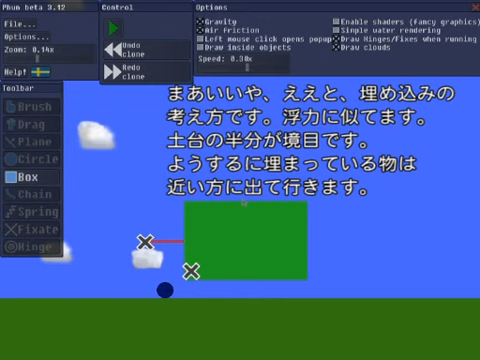 Phun beta 3.12
File...
Options...
Zoom: 0.14x
Help!
Control
Undo
clone
Redo
clone
Options
Gravity
Air friction
Left mouse click opens popup
Draw inside objects
Speed: 0.30x
Enable shaders (fancy graphics)
Simple water rendering
Draw Hinges/Fixes when running
Draw clouds
Toolbar
Brush
Drag
Plane
Circle
Box
Chain
Spring
Fixate
Hinge
まあいいや、ええと、埋め込みの
考え方です。浮力に似てます。
土台の半分が境目です。
ようするに埋まっている物は
近い方に出て行きます。